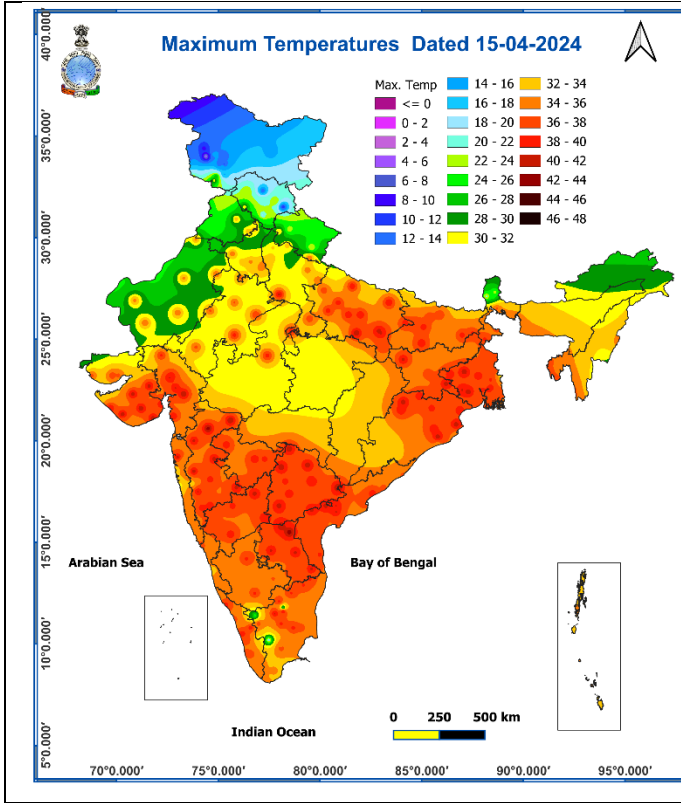 Maximum Temperatures Dated 15-04-2024
Max. Temp
<= 0
0 - 2
2 - 4
4 - 6
6 - 8
8 - 10
10 - 12
12 - 14
14 - 16
16 - 18
18 - 20
20 - 22
22 - 24
24 - 26
26 - 28
28 - 30
30 - 32
32 - 34
34 - 36
36 - 38
38 - 40
40 - 42
42 - 44
44 - 46
46 - 48
40°0.000'
35°0.000'
30°0.000'
25°0.000'
20°0.000'
15°0.000'
10°0.000'
5°0.000'
Arabian Sea
Bay of Bengal
Indian Ocean
0 250 500 km
70°0.000' 75°0.000' 80°0.000' 85°0.000' 90°0.000' 95°0.000'